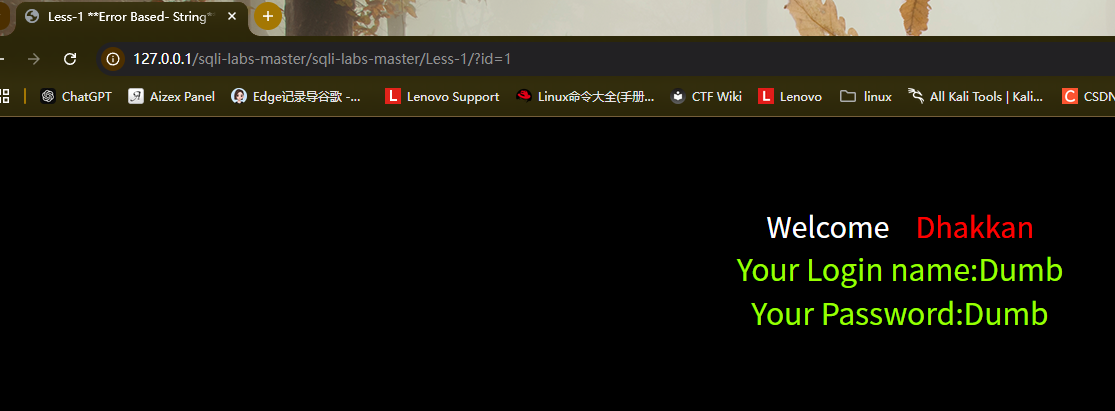 Less-1 **Error Based- String**
127.0.0.1/sqli-labs-master/sqli-labs-master/Less-1/?id=1
ChatGPT Aizex Panel Edge记录导谷歌 -... Lenovo Support Linux命令大全(手册... CTF Wiki Lenovo linux All Kali Tools | Kali... CSDN
Welcome Dhakkan
Your Login name:Dumb
Your Password:Dumb